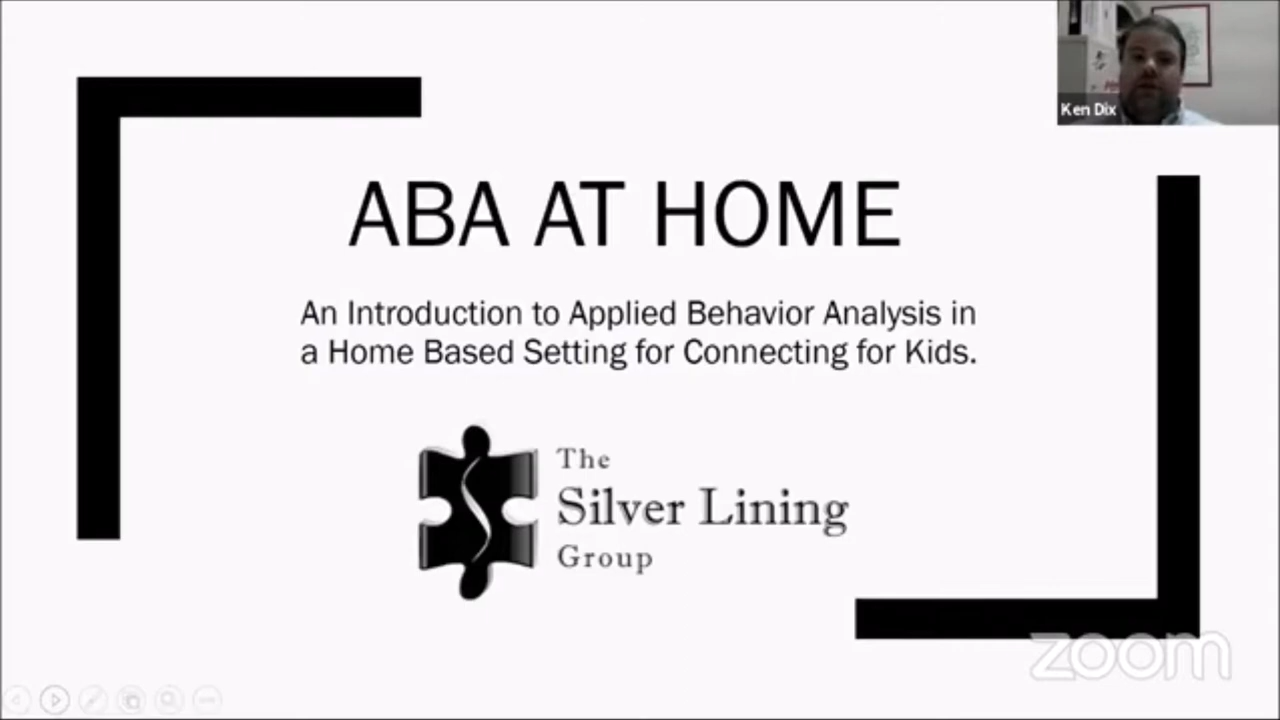 Ken Dix
ABA AT HOME
An Introduction to Applied Behavior Analysis in
a Home Based Setting for Connecting for Kids.
The
Silver Lining
Group
zoom